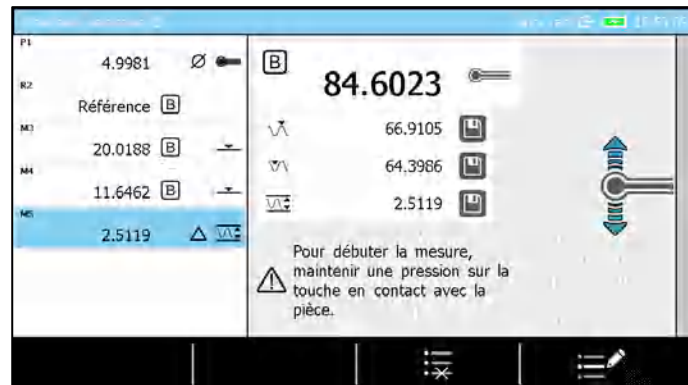 P1
4.9981
R2
Référence B
M3
20.0188 B
M4
11.6462 B
M5
2.5119
B
84.6023
66.9105
64.3986
2.5119
Pour débuter la mesure,
maintenir une pression sur la
touche en contact avec la
pièce.